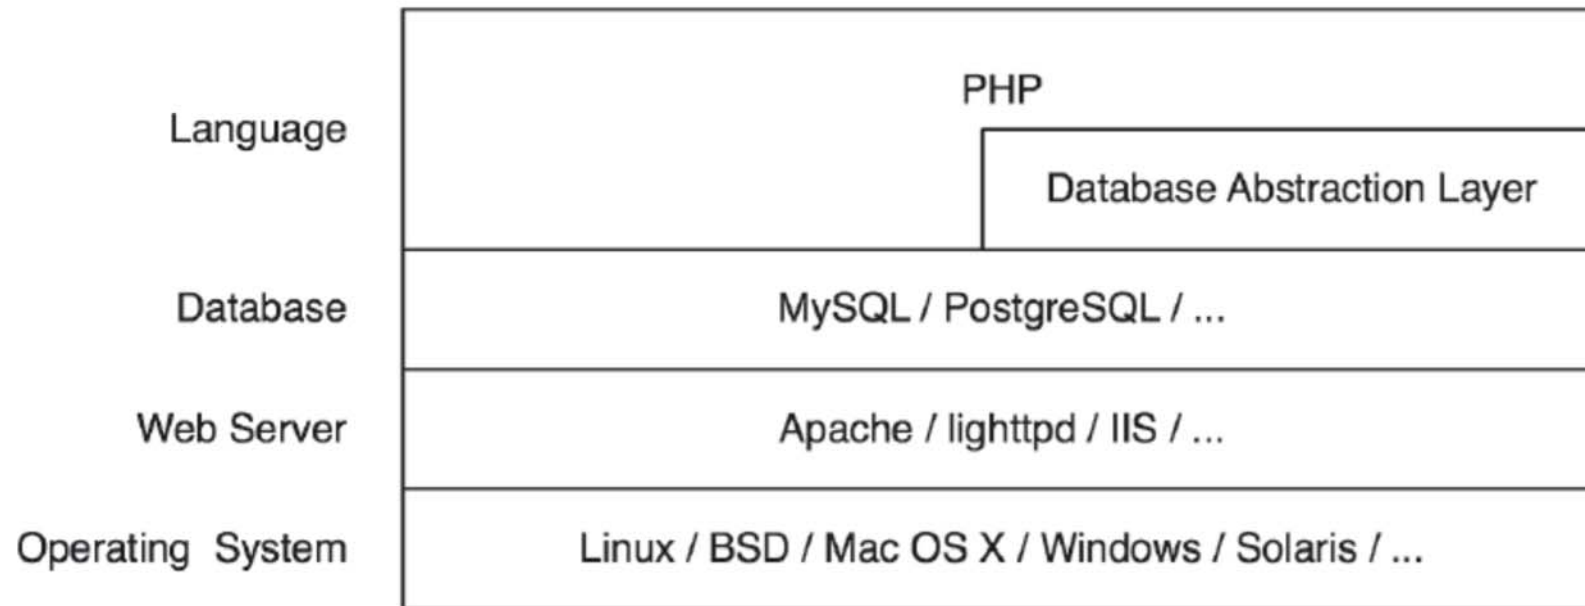 PHP
Language
Database Abstraction Layer
Database
MySQL / PostgreSQL / ...
Web Server
Apache / lighttpd / IIS / ...
Operating System
Linux / BSD / Mac OS X / Windows / Solaris / ...